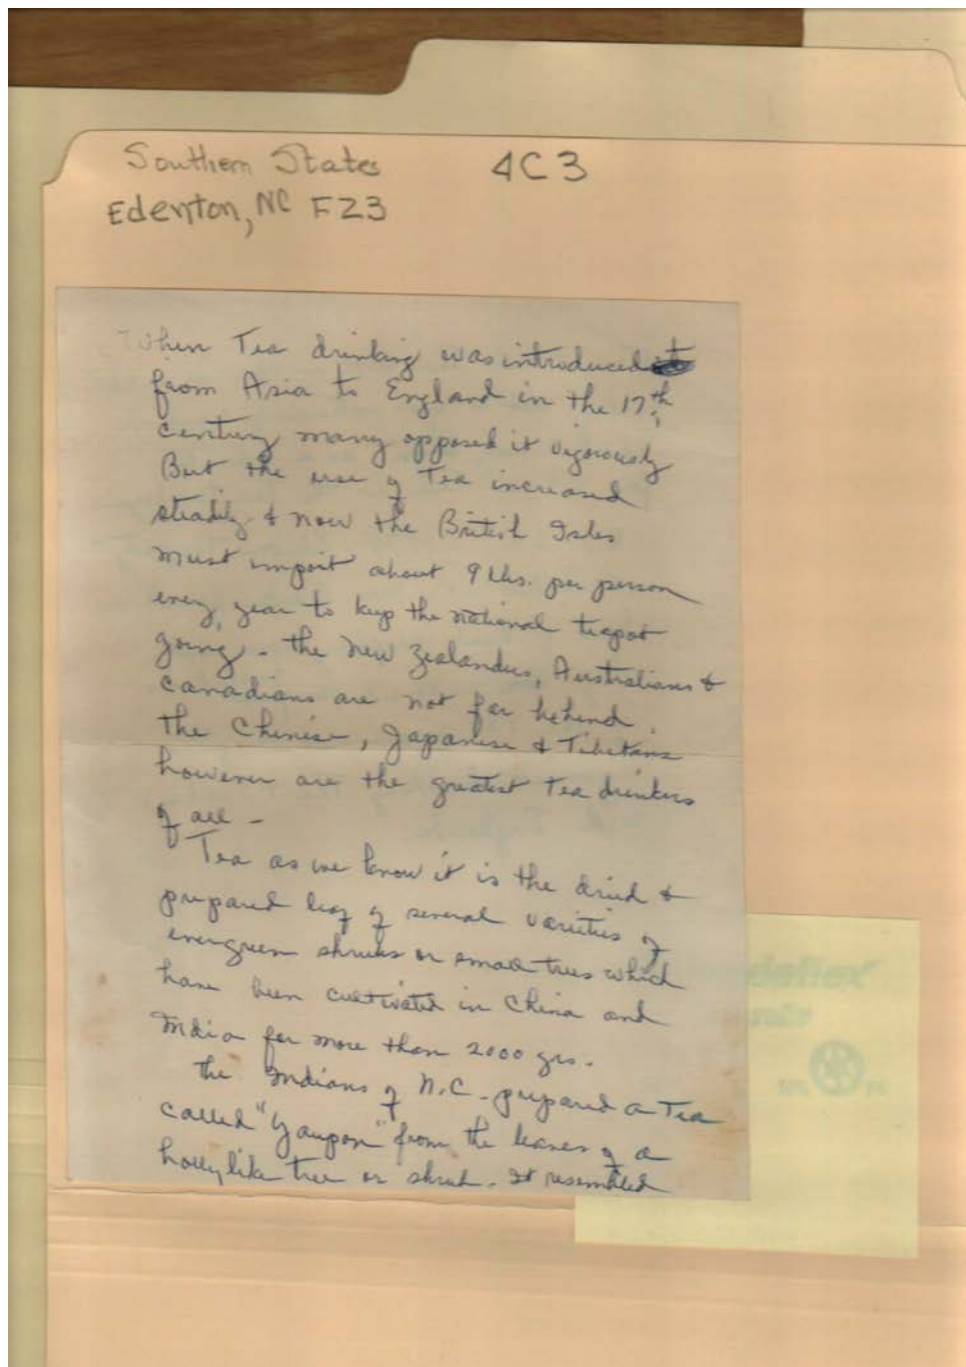 Southern States 4C3
Edenton, NC F23
When Tea drinking was introduced
from Asia to England in the 17th
century many opposed it vigorously
But the use of Tea increased
steadily & now the British Isles
must import about 9 lbs. per person
every year to keep the national teapot
going - the New Zealanders, Australians &
Canadians are not far behind.
The Chinese, Japanese & Tibetans
however are the greatest Tea drinkers
of all -
Tea as we know it is the dried &
prepared leaf of several varieties of
evergreen shrubs or small trees which
have been cultivated in China and
India for more than 2000 yrs.
The Indians of N.C. - prepared a Tea
called "Yaupon" from the leaves of a
holly like tree or shrub. It resembled